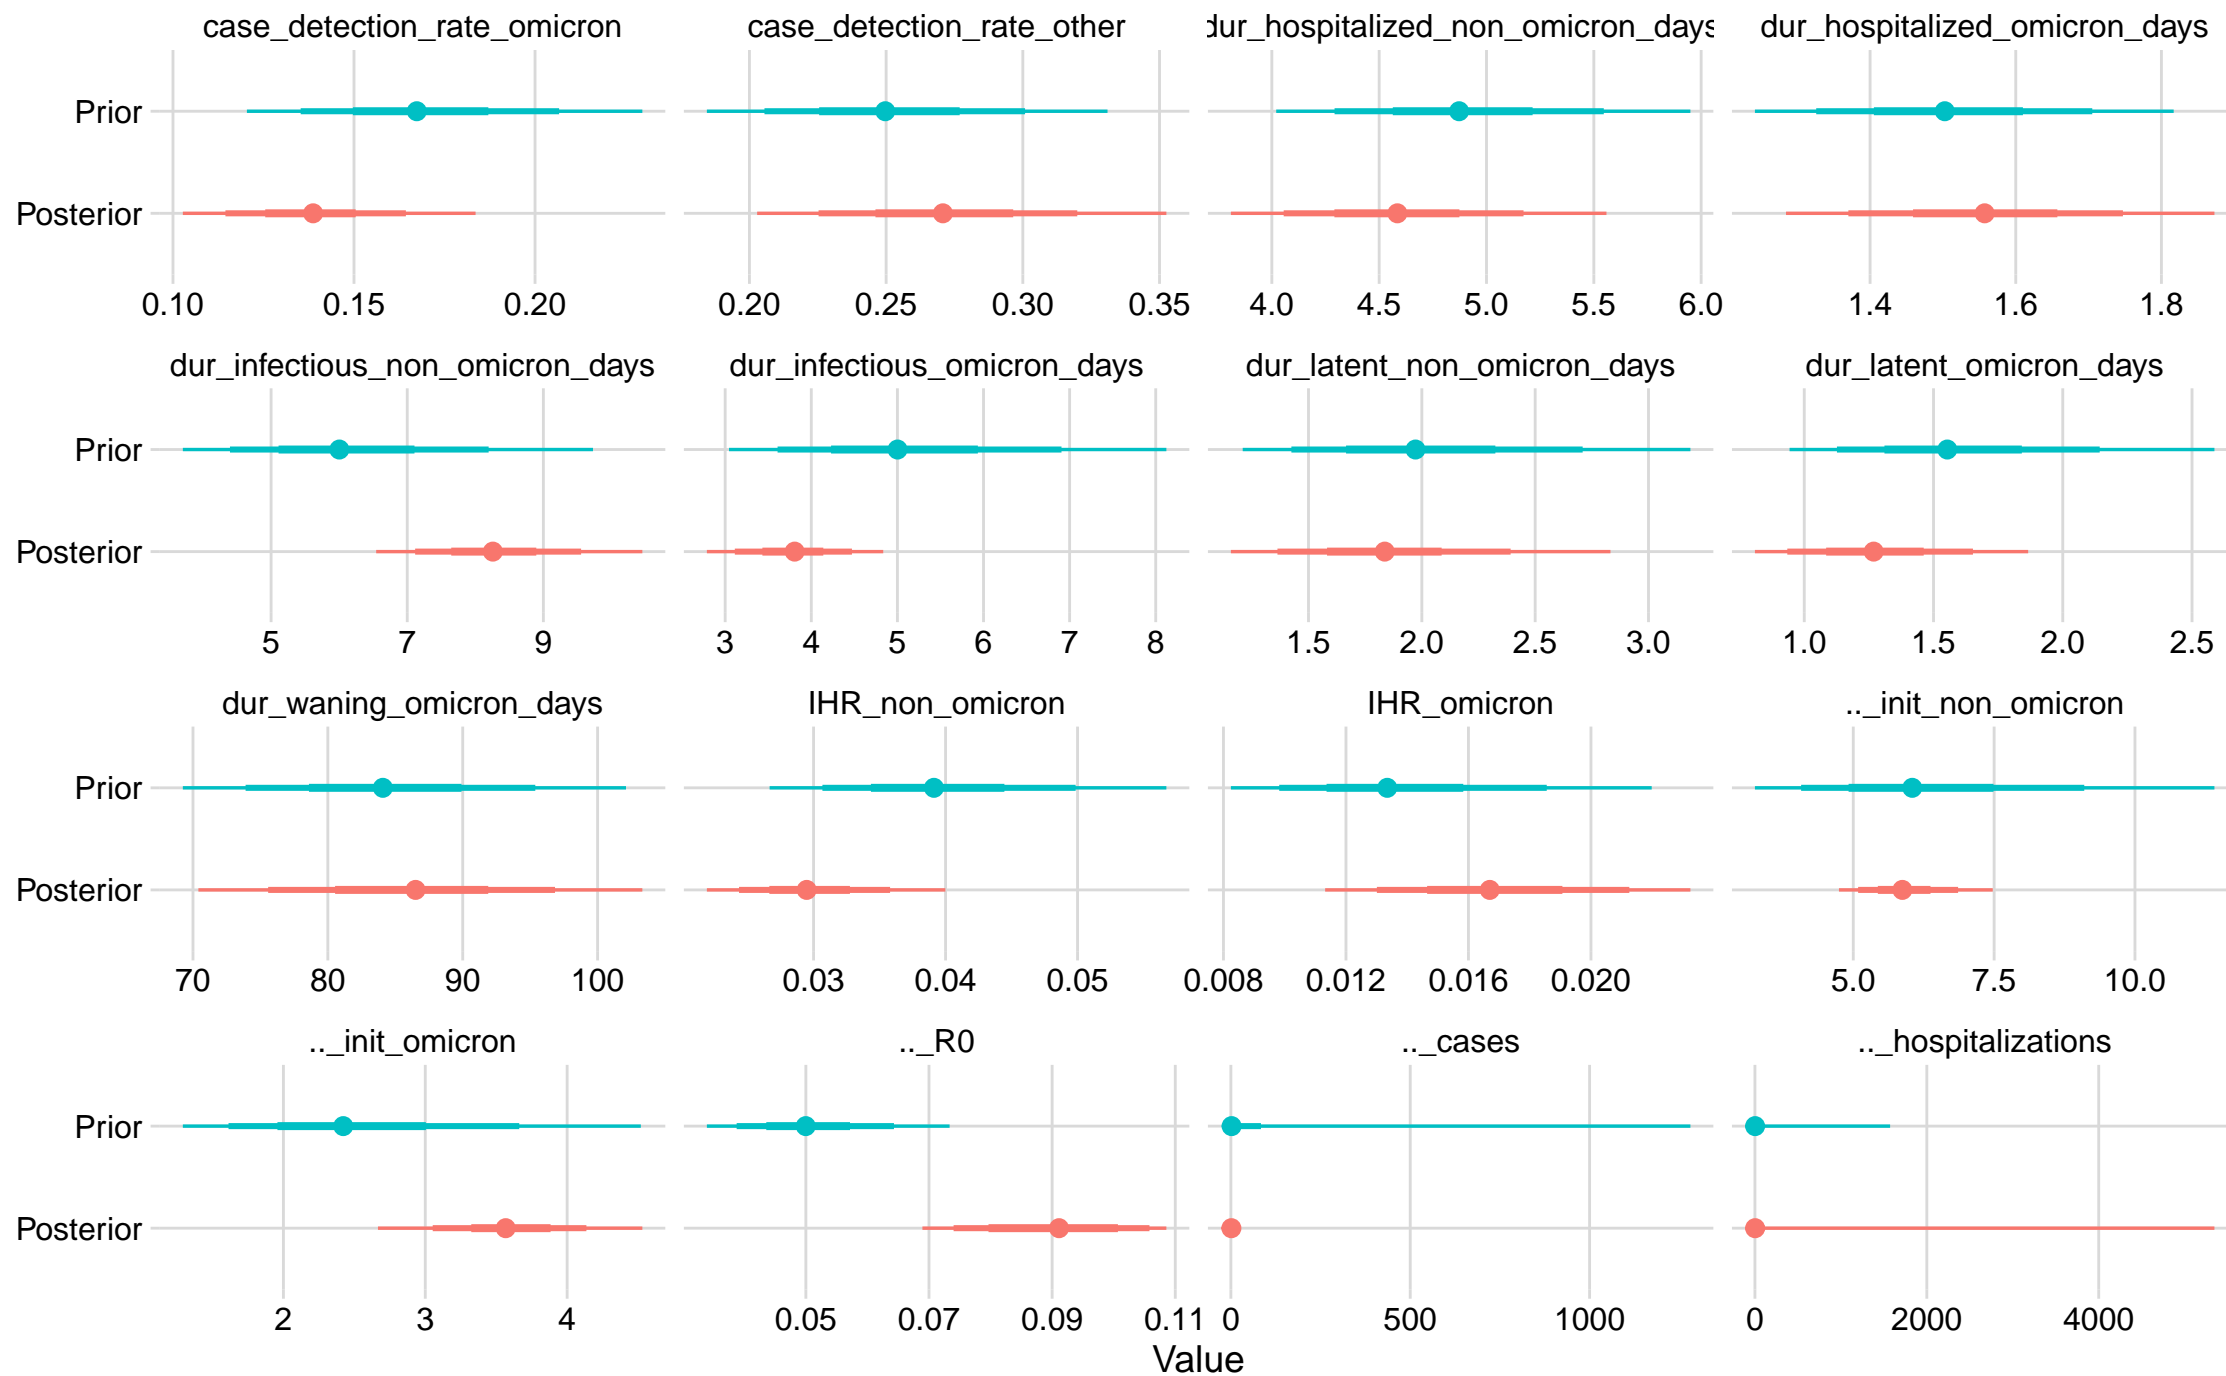 case_detection_rate_omicron case_detection_rate_other dur_hospitalized_non_omicron_days dur_hospitalized_omicron_days
Prior
Posterior
0.10 0.15 0.20 0.20 0.25 0.30 0.35 4.0 4.5 5.0 5.5 6.0 1.4 1.6 1.8
dur_infectious_non_omicron_days dur_infectious_omicron_days dur_latent_non_omicron_days dur_latent_omicron_days
Prior
Posterior
5 7 9 3 4 5 6 7 8 1.5 2.0 2.5 3.0 1.0 1.5 2.0 2.5
dur_waning_omicron_days IHR_non_omicron IHR_omicron .._init_non_omicron
Prior
Posterior
70 80 90 100 0.03 0.04 0.05 0.008 0.012 0.016 0.020 5.0 7.5 10.0
.._init_omicron .._R0 .._cases .._hospitalizations
Prior
Posterior
2 3 4 0.05 0.07 0.09 0.11 0 500 1000 0 2000 4000
Value